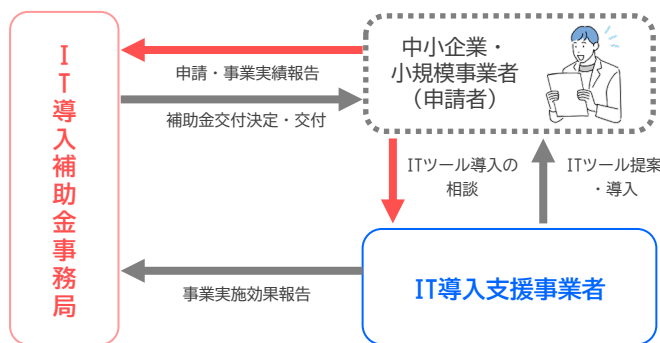 IT導入補助金事務局
申請・事業実績報告
補助金交付決定・交付
中小企業・
小規模事業者
（申請者）
ITツール導入の
相談
ITツール提案
・導入
事業実施効果報告
IT導入支援事業者